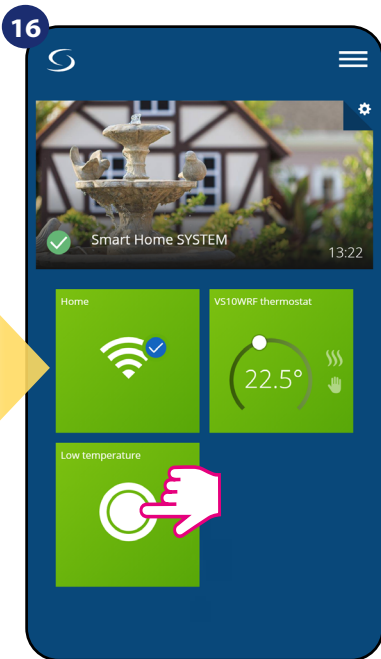 16
Smart Home SYSTEM
13:22
Home
VS10WRF thermostat
22.5°
Low temperature